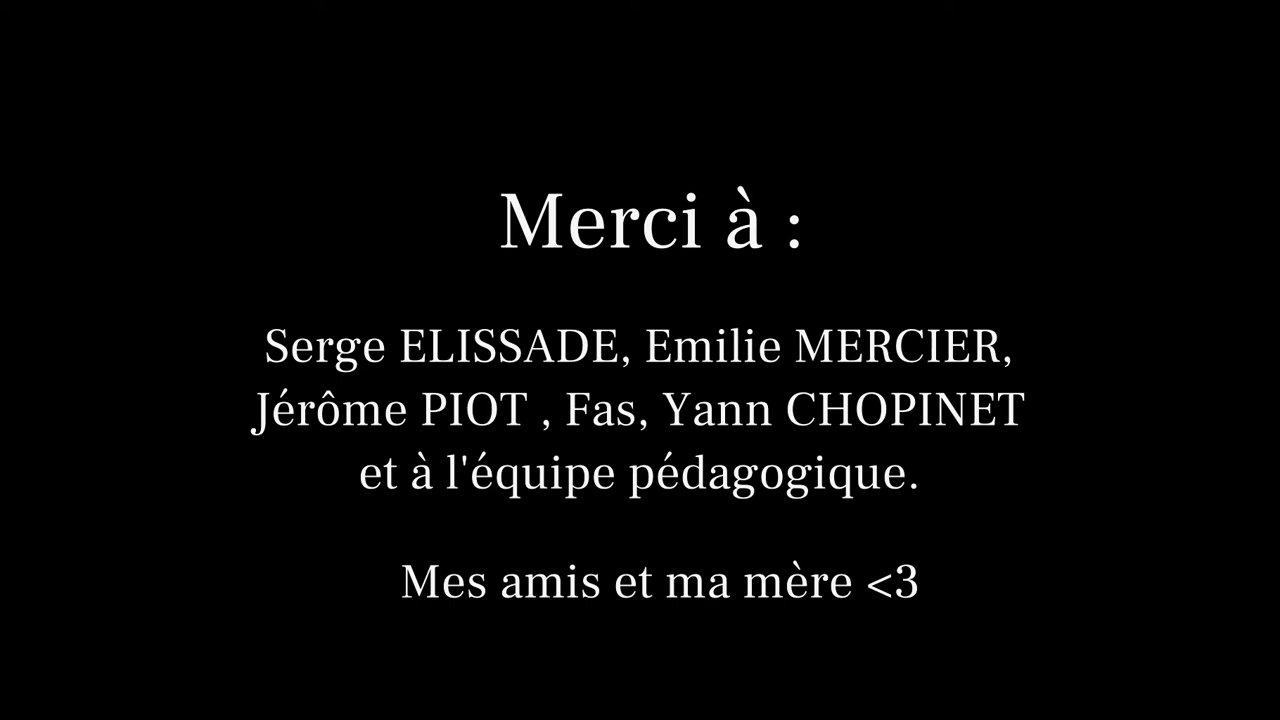 Merci à :
Serge ELISSADE, Emilie MERCIER,
Jérôme PIOT , Fas, Yann CHOPINET
et à l'équipe pédagogique.
Mes amis et ma mère <3